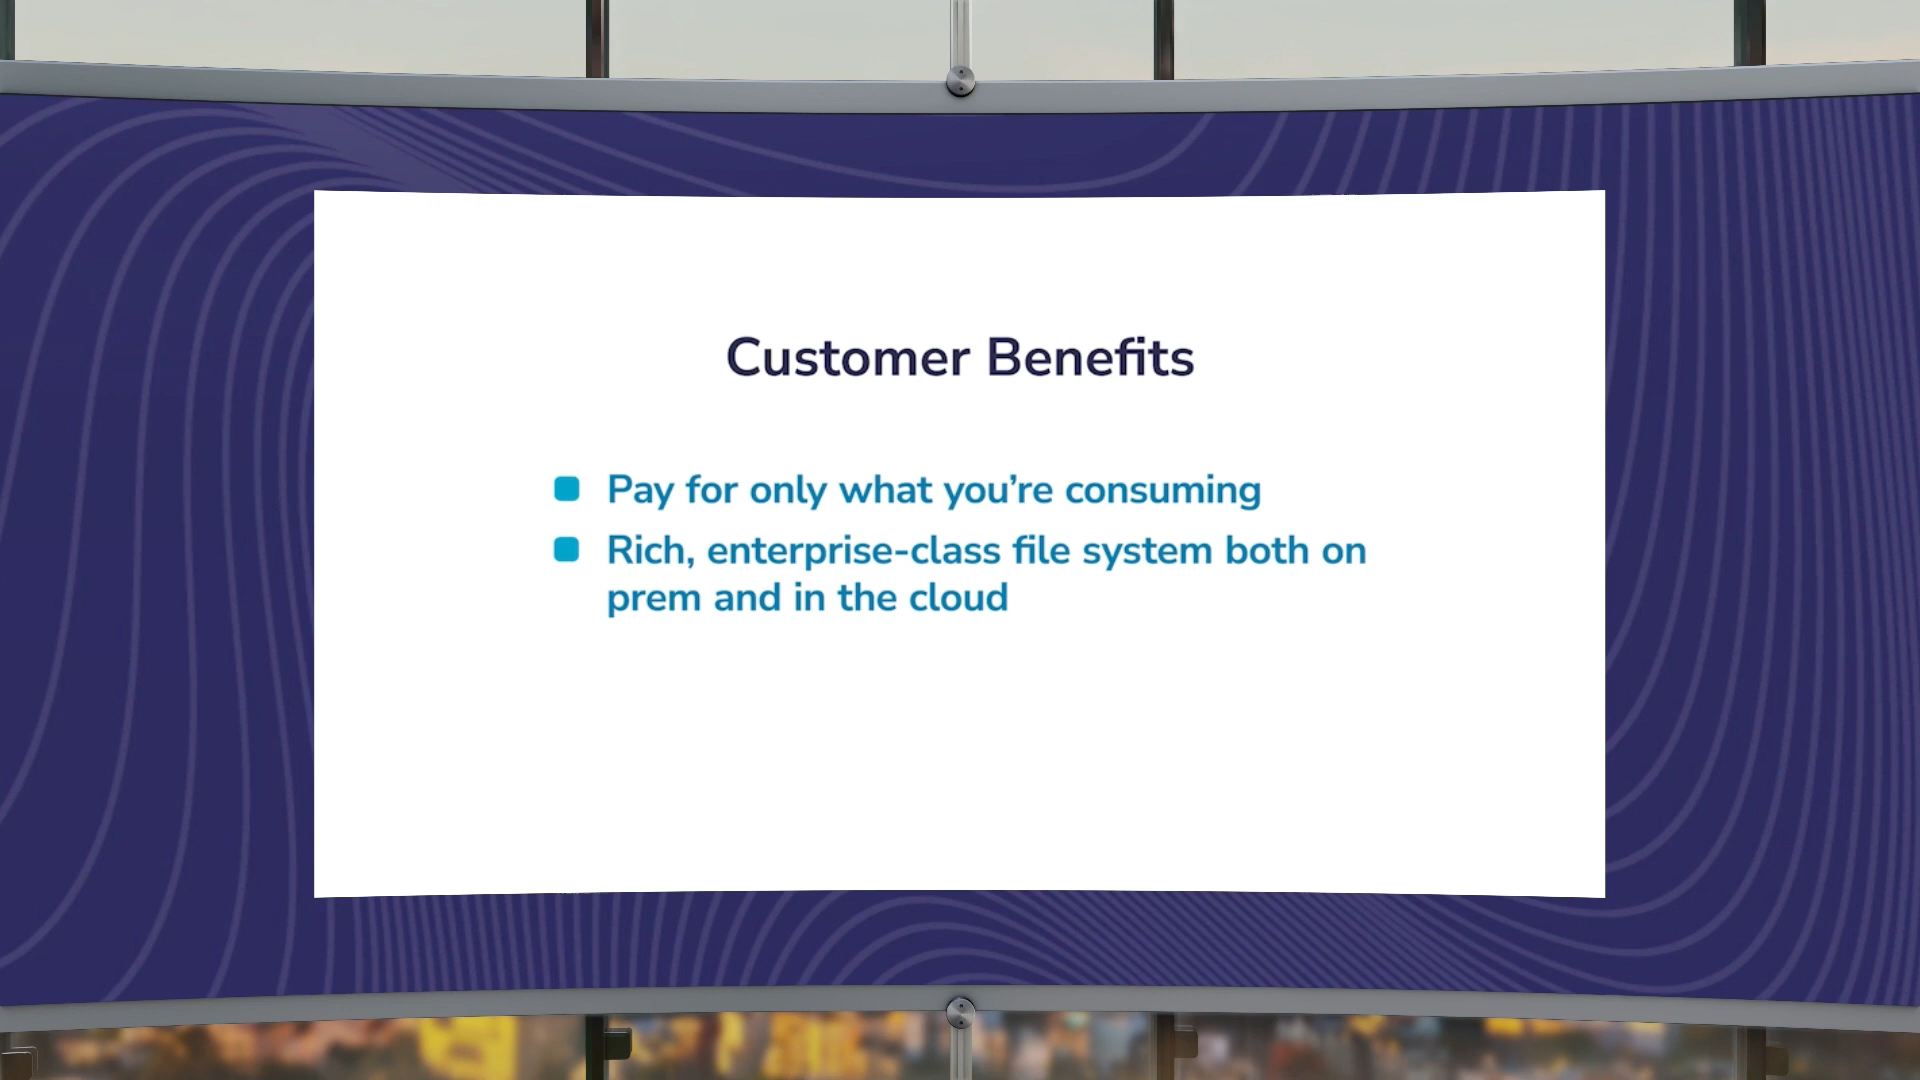 Customer Benefits
Pay for only what you’re consuming
Rich, enterprise-class file system both on
prem and in the cloud